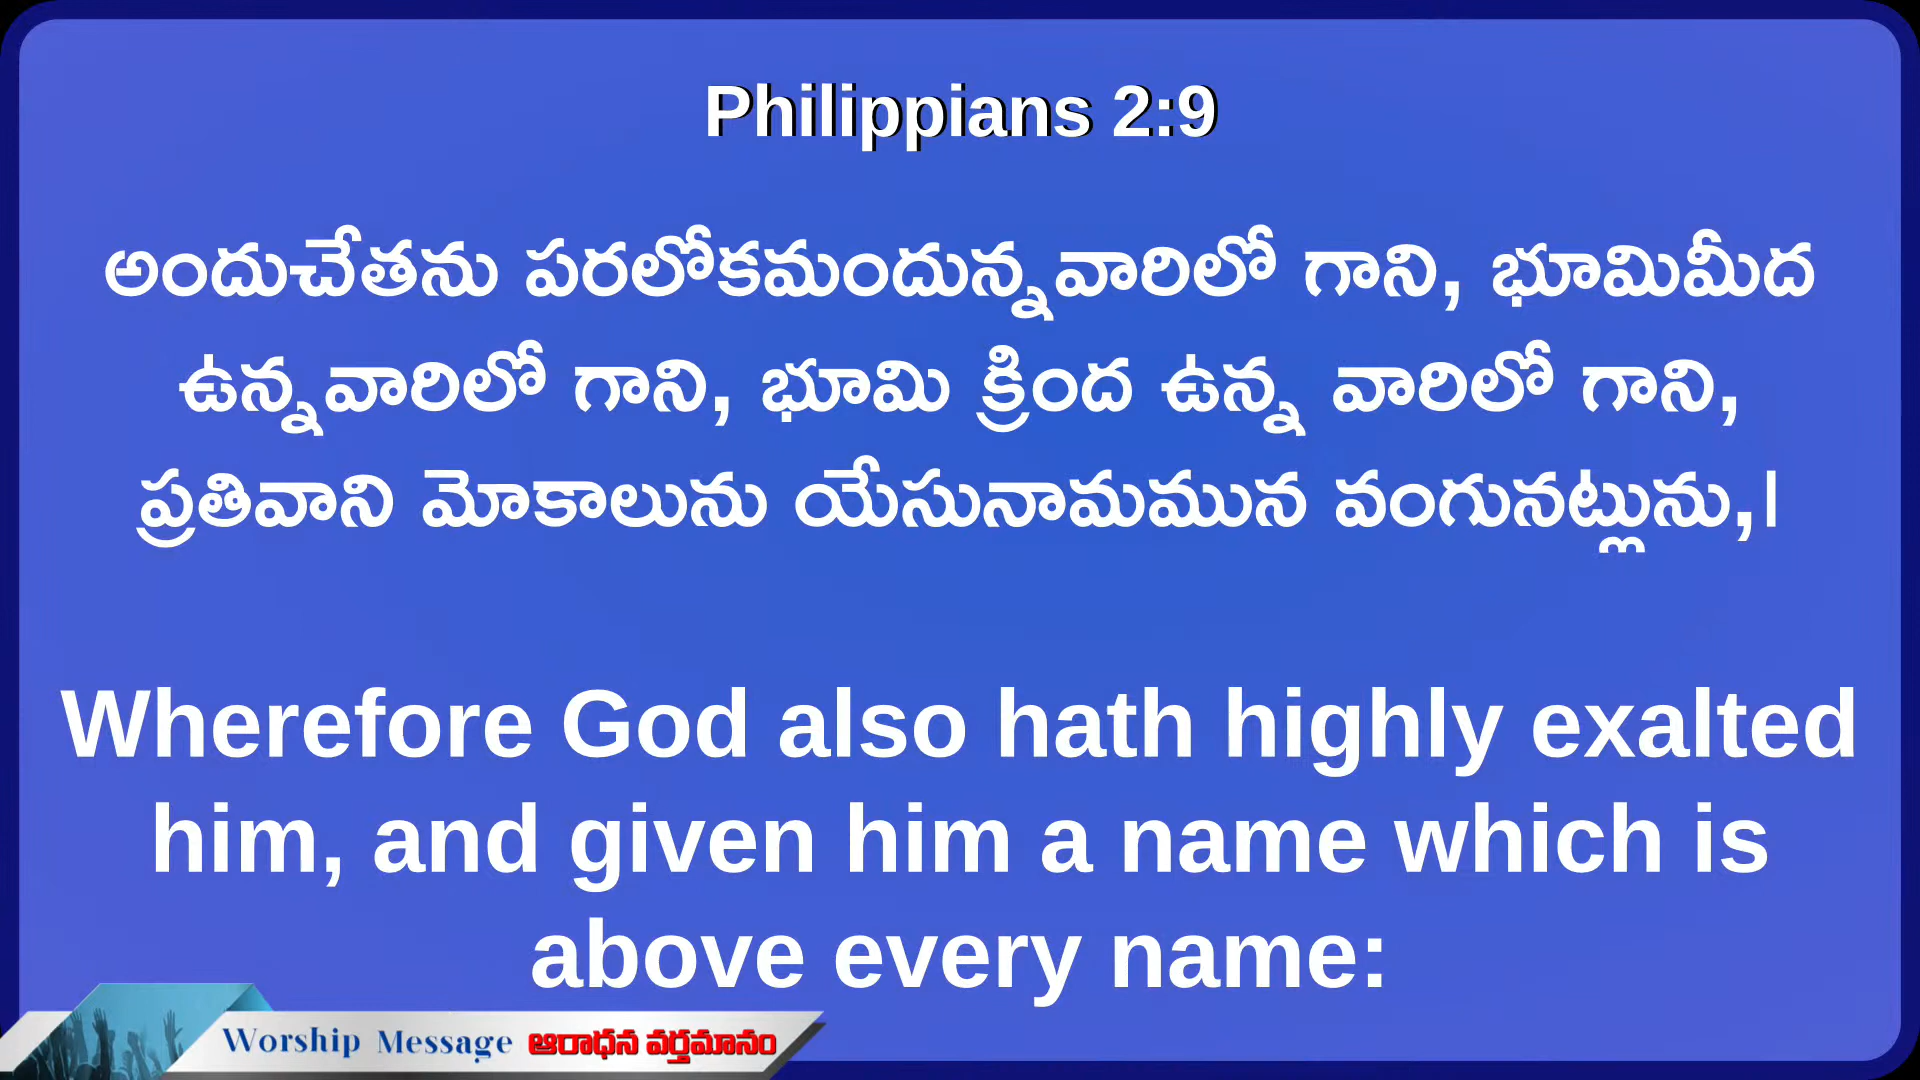 Philippians 2:9
అందుచేతను పరలోకమందున్నవారిలో గాని, భూమిమీద
ఉన్నవారిలో గాని, భూమి క్రింద ఉన్న వారిలో గాని,
ప్రతివాని మోకాలును యేసునామమున వంగునట్లును,।
Wherefore God also hath highly exalted
him, and given him a name which is
above every name:
Worship Message ఆరాధన వర్తమానం